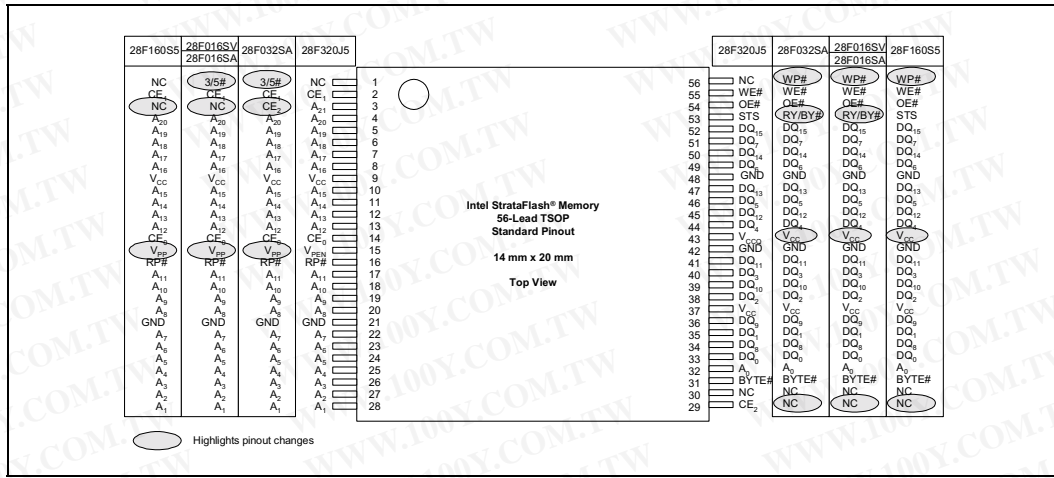 28F160S5 28F016SV 28F016SA 28F032SA 28F320J5 28F320J5 28F032SA 28F016SV 28F016SA 28F160S5
NC 3/5# 3/5# NC 1 56 NC WP# WP# WP#
CE1 CE1 CE1 CE1 2 55 WE# WE# WE# WE#
NC NC CE2 A21 3 54 OE# OE# OE# OE#
A20 A20 A20 A20 4 53 STS RY/BY# RY/BY# STS
A19 A19 A19 A19 5 52 DQ15 DQ15 DQ15 DQ15
A18 A18 A18 A18 6 51 DQ7 DQ7 DQ7 DQ7
A17 A17 A17 A17 7 50 DQ14 DQ14 DQ14 DQ14
A16 A16 A16 A16 8 49 DQ6 DQ6 DQ6 DQ6
VCC VCC VCC VCC 9 48 GND GND GND GND
A15 A15 A15 A15 10 47 DQ13 DQ13 DQ13 DQ13
A14 A14 A14 A14 11 46 DQ5 DQ5 DQ5 DQ5
A13 A13 A13 A13 12 45 DQ12 DQ12 DQ12 DQ12
A12 A12 A12 A12 13 44 DQ4 DQ4 DQ4 DQ4
CE0 CE0 CE0 CE0 14 43 VCCQ VCC VCC VCC
VPP VPP VPP VPEN 15 42 GND GND GND GND
RP# RP# RP# RP# 16 41 DQ11 DQ11 DQ11 DQ11
A11 A11 A11 A11 17 40 DQ3 DQ3 DQ3 DQ3
A10 A10 A10 A10 18 39 DQ10 DQ10 DQ10 DQ10
A9 A9 A9 A9 19 38 DQ2 DQ2 DQ2 DQ2
A8 A8 A8 A8 20 37 VCC VCC VCC VCC
GND GND GND GND 21 36 DQ9 DQ9 DQ9 DQ9
A7 A7 A7 A7 22 35 DQ1 DQ1 DQ1 DQ1
A6 A6 A6 A6 23 34 DQ8 DQ8 DQ8 DQ8
A5 A5 A5 A5 24 33 DQ0 DQ0 DQ0 DQ0
A4 A4 A4 A4 25 32 A0 A0 A0 A0
A3 A3 A3 A3 26 31 BYTE# BYTE# BYTE# BYTE#
A2 A2 A2 A2 27 30 NC NC NC NC
A1 A1 A1 A1 28 29 CE2 NC NC NC
Intel StrataFlash® Memory
56-Lead TSOP
Standard Pinout
14 mm x 20 mm
Top View
Highlights pinout changes
WWW.100Y.COM.TW